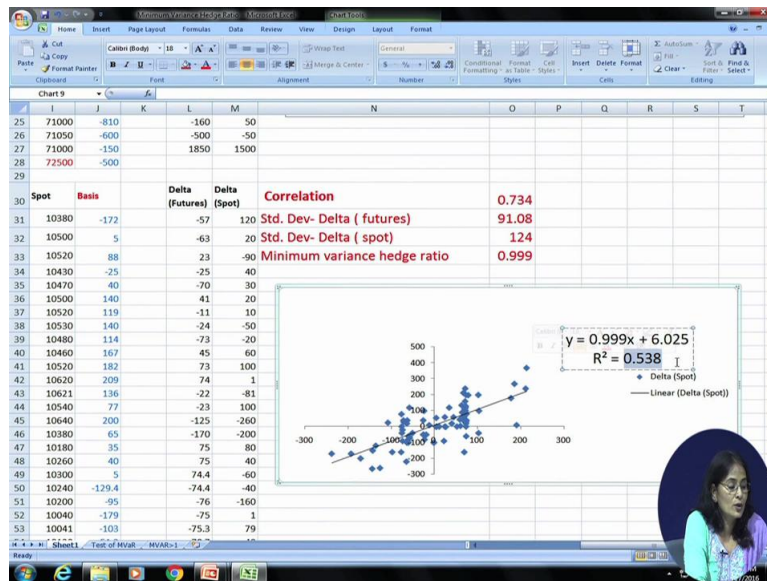 Minimum Variance Hedge Ratio - Microsoft Excel Chart Tools
Home Insert Page Layout Formulas Data Review View Design Layout Format
Cut
Copy
Format Painter
Paste
Clipboard
Calibri (Body) 18
B I U
Font
Wrap Text
Merge & Center
Alignment
General
Number
Conditional Formatting
Format as Table
Cell Styles
Styles
Insert Delete Format
Cells
AutoSum
Fill
Clear
Sort & Filter
Find & Select
Editing
Chart 9 fx
I J K L M N O P Q R S T
25 71000 -810 -160 50
26 71050 -600 -500 -50
27 71000 -150 1850 1500
28 72500 -500
29
30 Spot Basis Delta (Futures) Delta (Spot) Correlation 0.734
31 10380 -172 -57 120 Std. Dev- Delta ( futures) 91.08
32 10500 5 -63 20 Std. Dev- Delta ( spot) 124
33 10520 88 23 -90 Minimum variance hedge ratio 0.999
34 10430 -25 -25 40
35 10470 40 -70 30
36 10500 140 41 20
37 10520 119 -11 10
38 10530 140 -24 -50
39 10480 114 -73 -20
40 10460 167 45 60
41 10520 182 73 100
42 10620 209 74 1
43 10621 136 -22 -81
44 10540 77 -23 100
45 10640 200 -125 -260
46 10380 65 -170 -200
47 10180 35 75 80
48 10260 40 75 40
49 10300 5 74.4 -60
50 10240 -129.4 -74.4 -40
51 10200 -95 -76 -160
52 10040 -179 -75 1
53 10041 -103 -75.3 79
y = 0.999x + 6.025
R² = 0.538
Delta (Spot)
Linear (Delta (Spot))
500
400
300
200
100
0
-100
-200
-300
-300 -200 -100 0 100 200 300
Sheet1 Test of MVaR MVAR>1
Ready